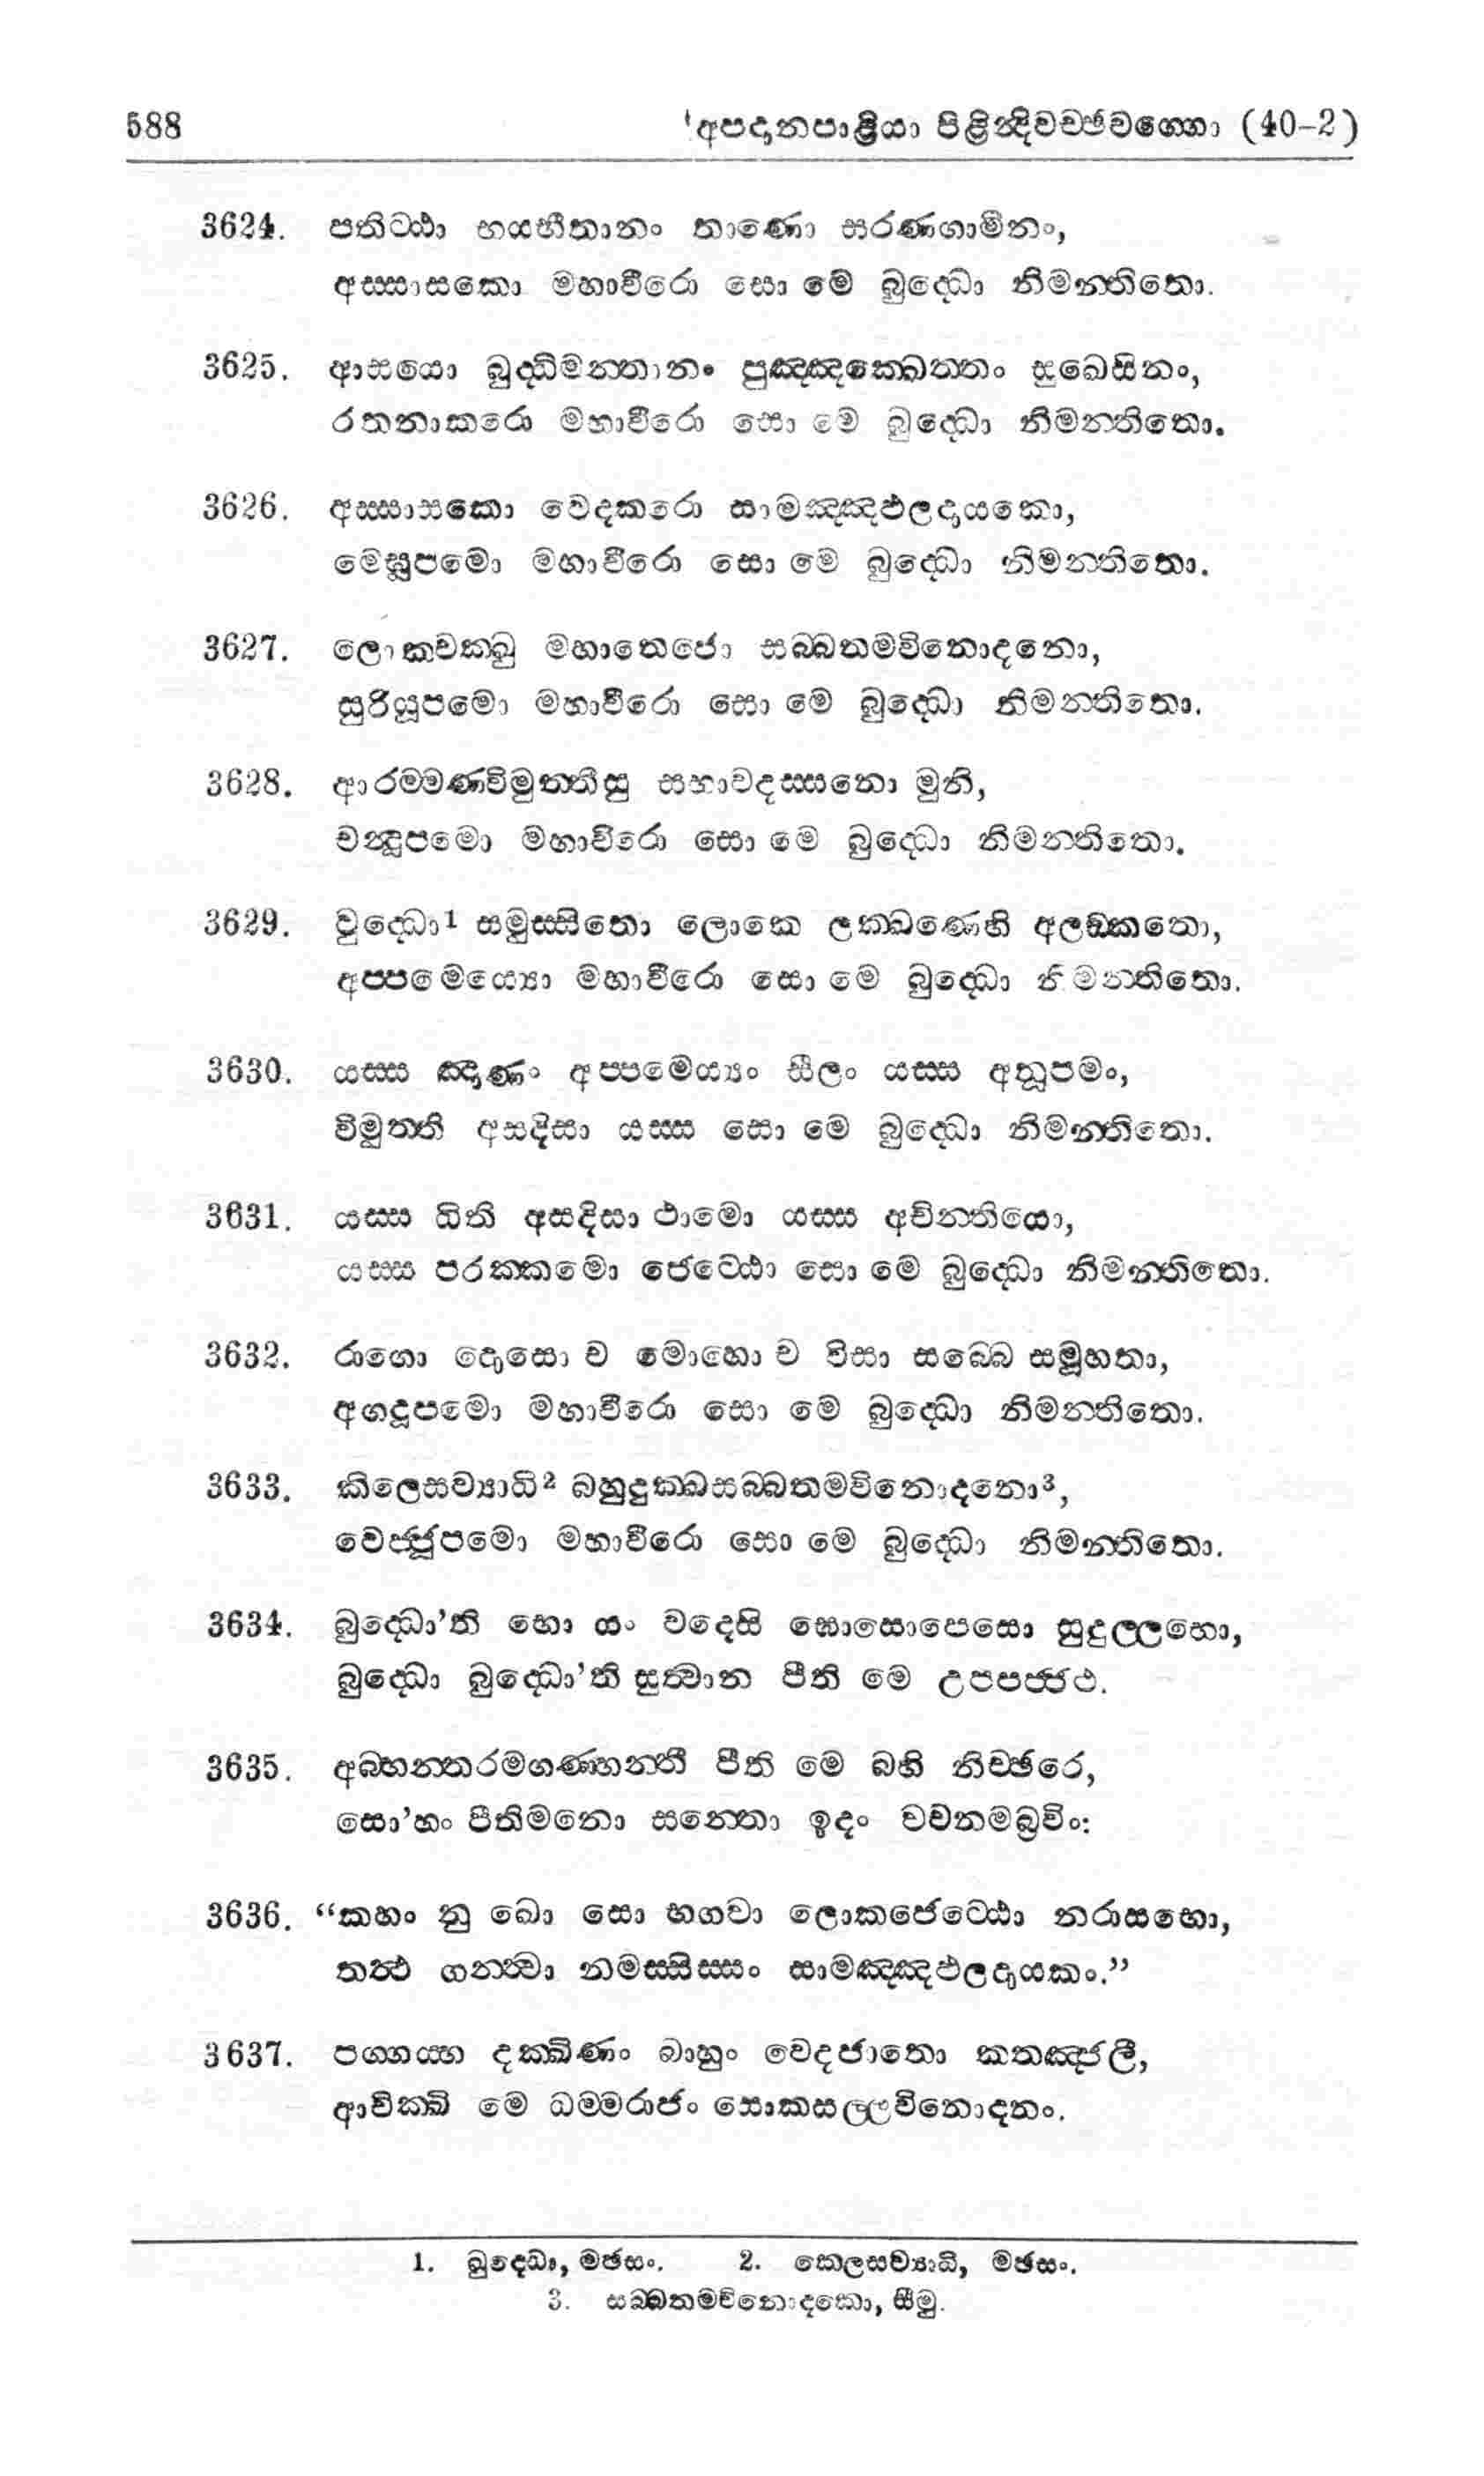 588 අපදානපාළියා පිළින්දිවච්ඡවග්ගො (40-2)
3624. පතිට්ඨා භයභීතානං තාණො සරණගාමිනං,
අස්සාසකො මහාවීරො සො මෙ බුද්ධො නිමන්තිතො.
3625. ආසයො බුද්ධිමන්තානං පුඤ්ඤක්ඛෙත්තං සුඛෙසිනං,
රතනාකරො මහාවීරො සො මෙ බුද්ධො නිමන්තිතො.
3626. අස්සාසකො වෙදකරො සාමඤ්ඤඵලදායකො,
මෙඝූපමො මහාවීරො සො මෙ බුද්ධො නිමන්තිතො.
3627. ලොකචක්ඛු මහාතෙජො සබ්බතමවිනොදනො,
සුරියූපමො මහාවීරො සො මෙ බුද්ධො නිමන්තිතො.
3628. ආරම්මණවිමුත්තීසු සභාවදස්සනො මුනි,
චන්දූපමො මහාවීරො සො මෙ බුද්ධො නිමන්තිතො.
3629. වුද්ධො1 සමුස්සිතො ලොකෙ ලක්ඛණෙහි අලඞ්කතො,
අප්පමෙය්‍යො මහාවීරො සො මෙ බුද්ධො නිමන්තිතො.
3630. යස්ස ඤාණං අප්පමෙය්‍යං සීලං යස්ස අනූපමං,
විමුත්ති අසදිසා යස්ස සො මෙ බුද්ධො නිමන්තිතො.
3631. යස්ස ධිති අසදිසා ථාමො යස්ස අචින්තියො,
යස්ස පරක්කමො ජෙට්ඨො සො මෙ බුද්ධො නිමන්තිතො.
3632. රාගො දොසො ච මොහො ච විසා සබ්බෙ සමූහතා,
අගදූපමො මහාවීරො සො මෙ බුද්ධො නිමන්තිතො.
3633. කිලෙසව්‍යාධි2 බහුදුක්ඛසබ්බතමවිනොදනො3,
වෙජ්ජූපමො මහාවීරො සො මෙ බුද්ධො නිමන්තිතො.
3634. බුද්ධො’ති භො යං වදෙසි ඝොසොපෙසො සුදුල්ලභො,
බුද්ධො බුද්ධො’ති සුත්වාන පීති මෙ උපපජ්ජථ.
3635. අබ්භන්තරමගණ්හන්තී පීති මෙ බහි නිච්ඡරෙ,
සො’හං පීතිමනො සන්තො ඉදං වචනමබ්‍රවිං:
3636. “කහං නු ඛො සො භගවා ලොකජෙට්ඨො නරාසභො,
තත්ථ ගන්ත්වා නමස්සිස්සං සාමඤ්ඤඵලදායකං.”
3637. පග්ගය්හ දක්ඛිණං බාහුං වෙදජාතො කතඤ්ජලී,
ආචික්ඛි මෙ ධම්මරාජං සොකසල්ලවිනොදනං.
1. බුද්ධො, මඡසං. 2. කෙලසව්‍යාධි, මඡසං.
3. සබ්බතමවිනොදකො, සීමු.